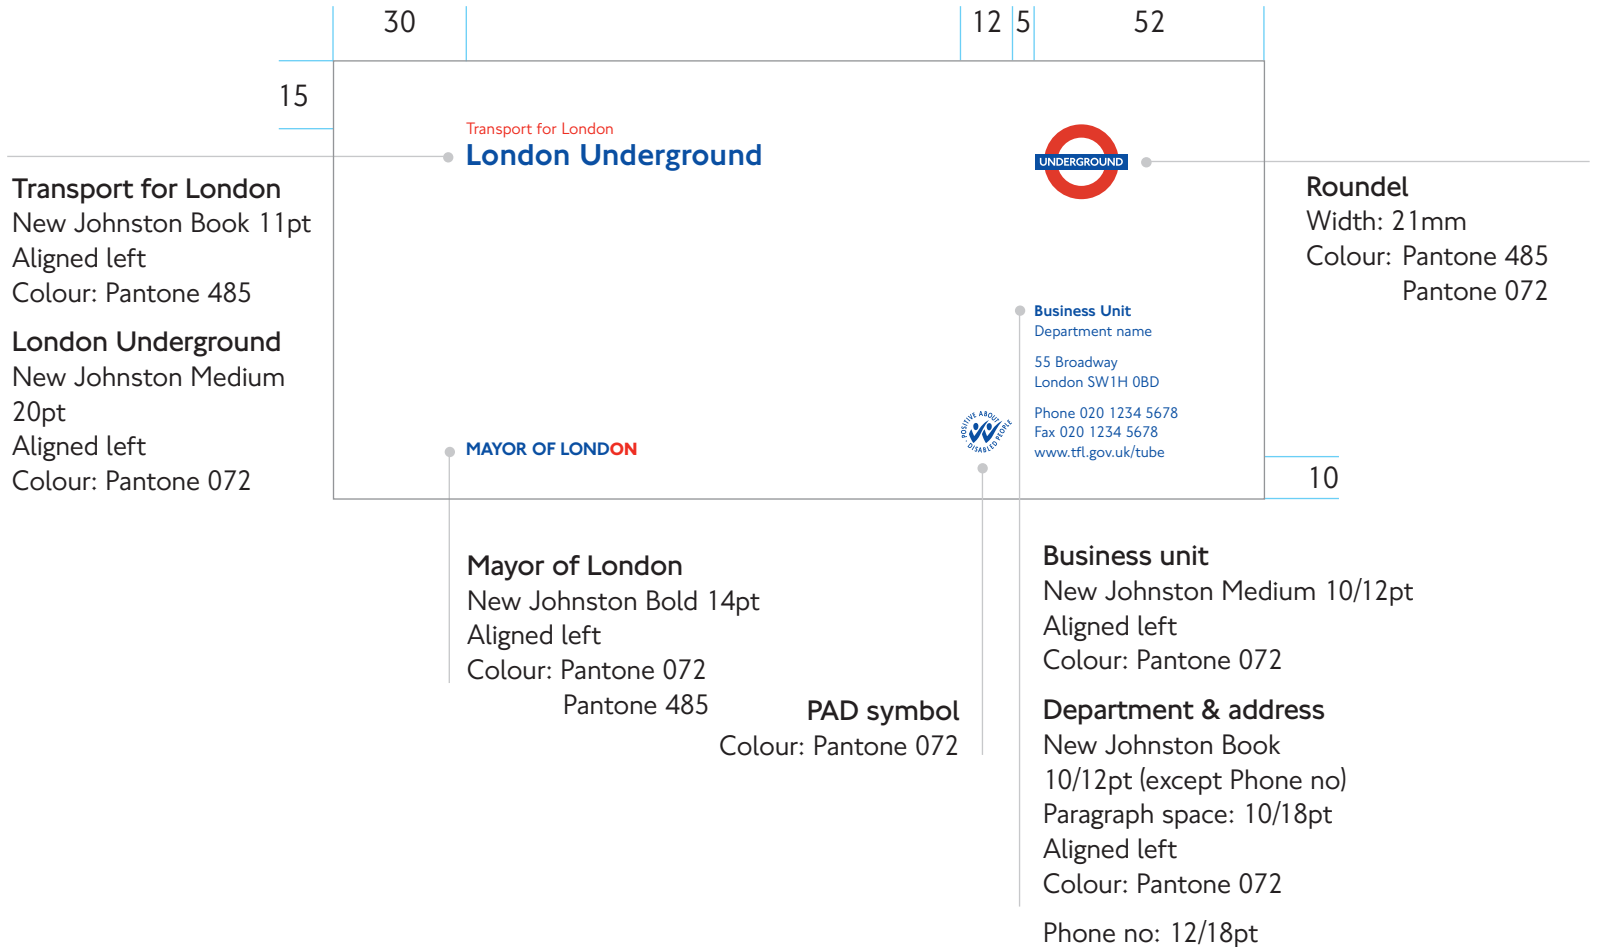 30
12
5
52
15
Transport for London
London Underground
UNDERGROUND
Transport for London
New Johnston Book 11pt
Aligned left
Colour: Pantone 485
London Underground
New Johnston Medium
20pt
Aligned left
Colour: Pantone 072
Roundel
Width: 21mm
Colour: Pantone 485
Pantone 072
Business Unit
Department name
55 Broadway
London SW1H 0BD
Phone 020 1234 5678
Fax 020 1234 5678
www.tfl.gov.uk/tube
POSITIVE ABOUT
DISABLED PEOPLE
MAYOR OF LONDON
10
Mayor of London
New Johnston Bold 14pt
Aligned left
Colour: Pantone 072
Pantone 485
PAD symbol
Colour: Pantone 072
Business unit
New Johnston Medium 10/12pt
Aligned left
Colour: Pantone 072
Department & address
New Johnston Book
10/12pt (except Phone no)
Paragraph space: 10/18pt
Aligned left
Colour: Pantone 072
Phone no: 12/18pt